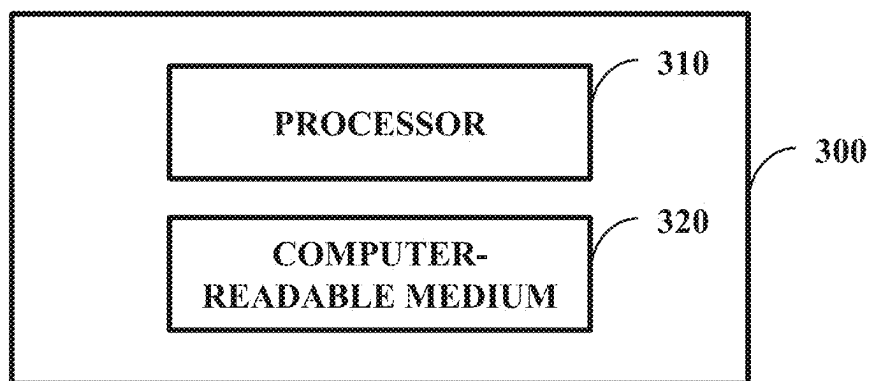 310
PROCESSOR
300
320
COMPUTER-
READABLE MEDIUM